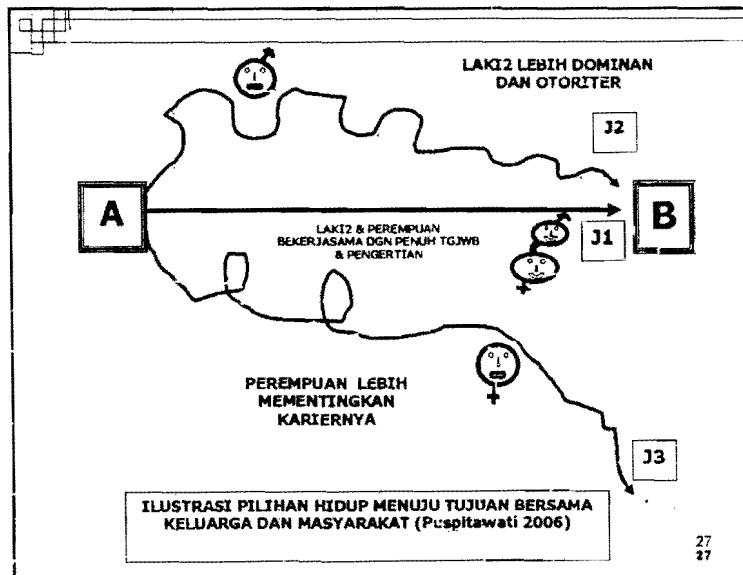 LAKI2 LEBIH DOMINAN
DAN OTORITER
J2
A
B
LAKI2 & PEREMPUAN
BEKERJASAMA DGN PENUH TGJWB
& PENGERTIAN
J1
PEREMPUAN LEBIH
MEMENTINGKAN
KARIERNYA
J3
ILUSTRASI PILIHAN HIDUP MENUJU TUJUAN BERSAMA
KELUARGA DAN MASYARAKAT (Puspitawati 2006)
27
27